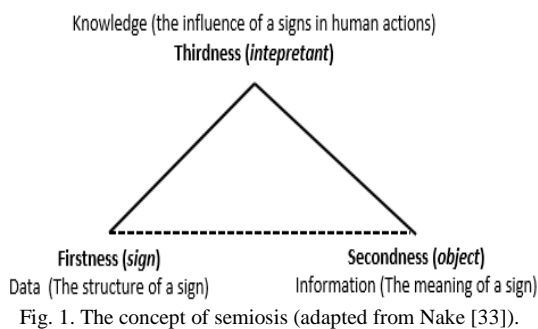 Knowledge (the influence of a signs in human actions)
Thirdness (intepretant)
Firstness (sign)
Data (The structure of a sign)
Secondness (object)
Information (The meaning of a sign)
Fig. 1. The concept of semiosis (adapted from Nake [33]).